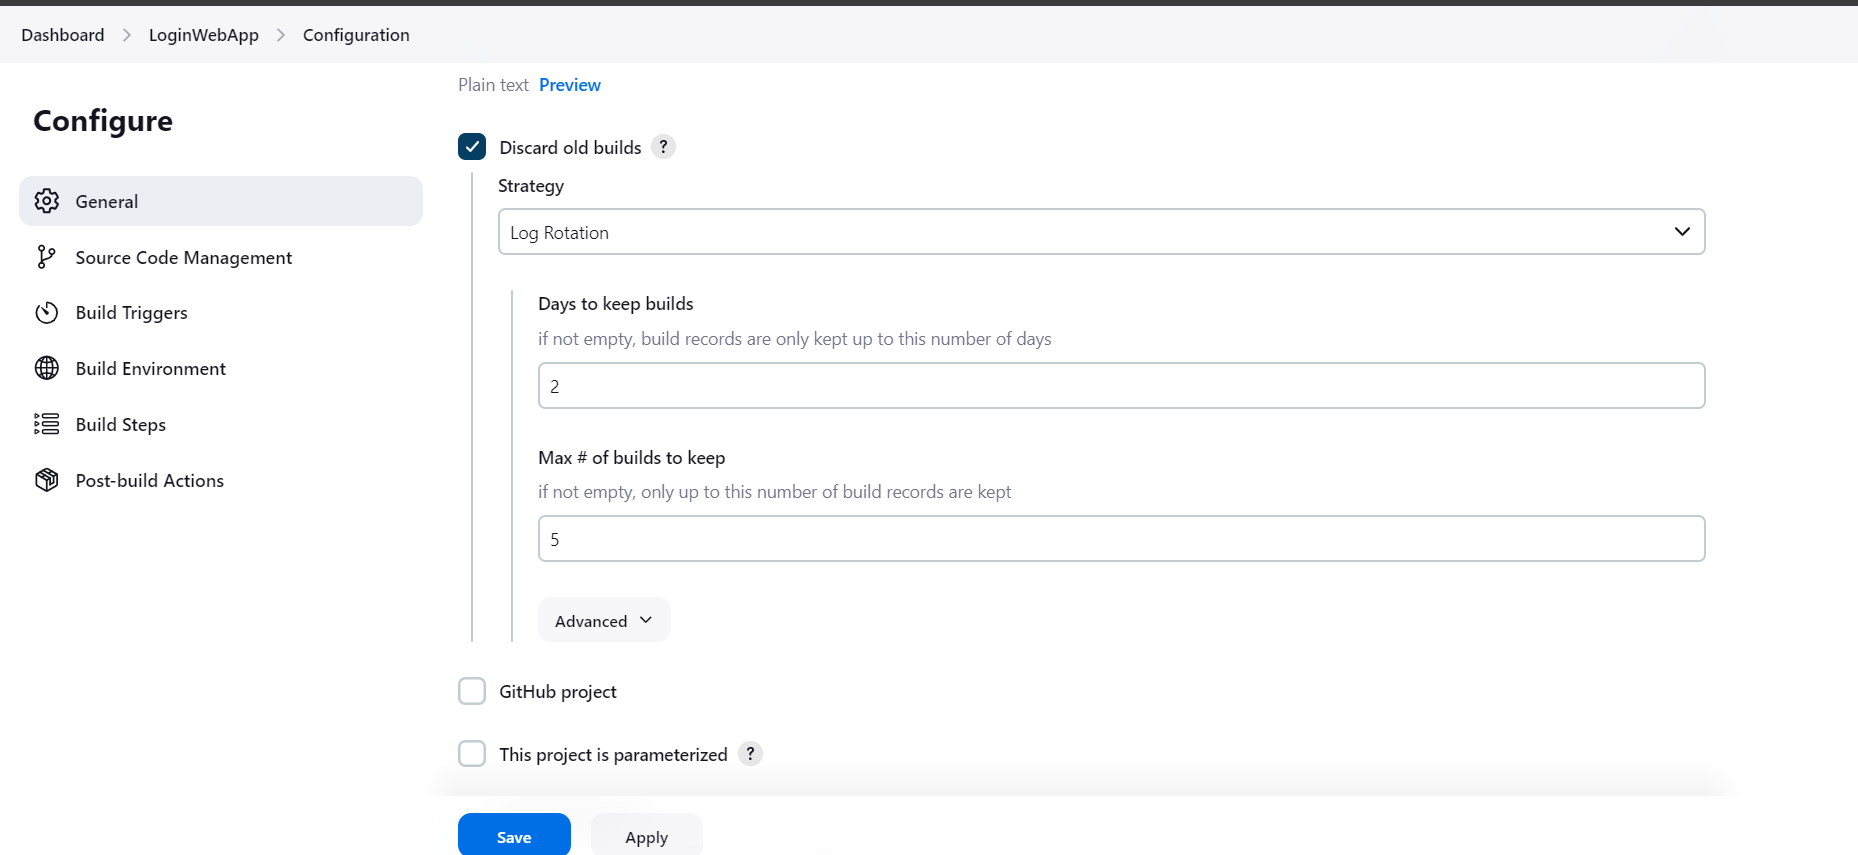 Dashboard > LoginWebApp > Configuration
Plain text Preview
Configure
General
Source Code Management
Build Triggers
Build Environment
Build Steps
Post-build Actions
Discard old builds ?
Strategy
Log Rotation
Days to keep builds
if not empty, build records are only kept up to this number of days
2
Max # of builds to keep
if not empty, only up to this number of build records are kept
5
Advanced
GitHub project
This project is parameterized ?
Save Apply